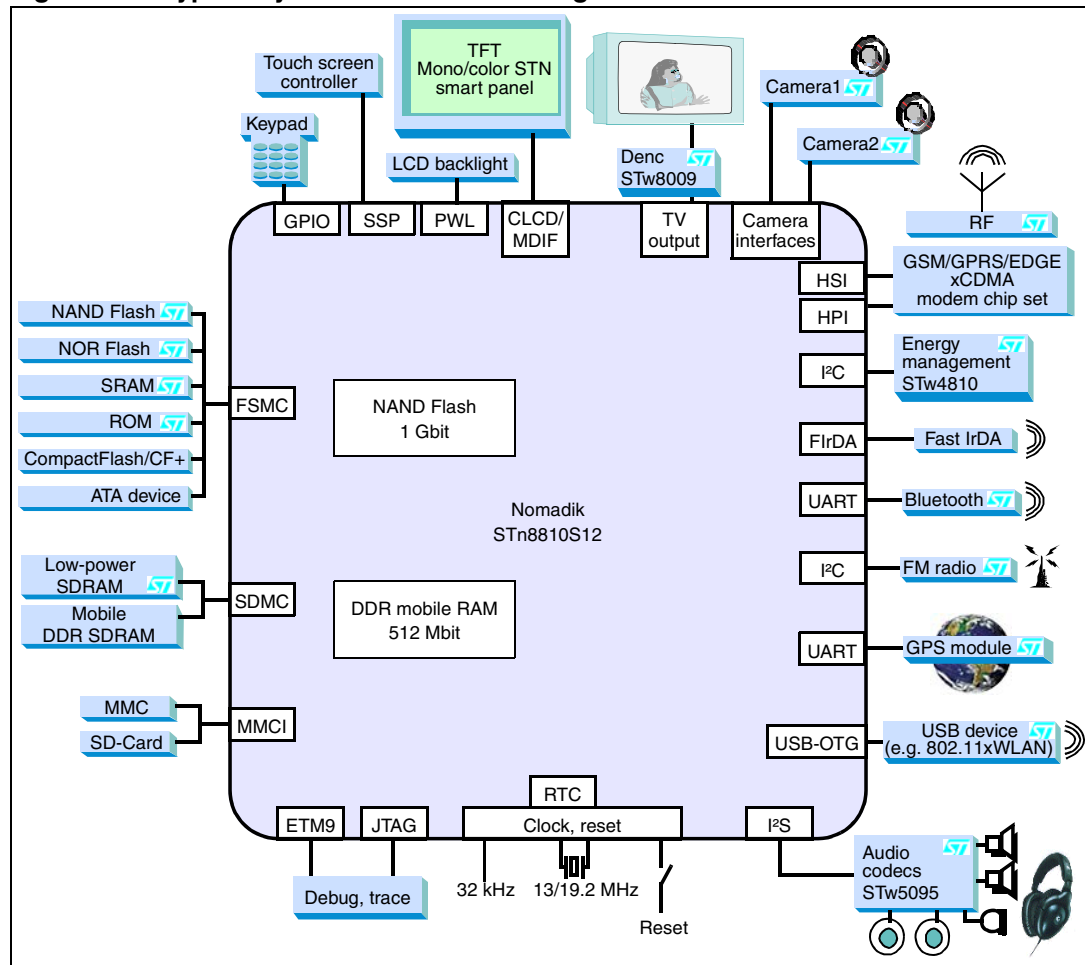 TFT
Mono/color STN
smart panel
Touch screen
controller
Keypad
LCD backlight
Denc
STw8009
Camera1
Camera2
RF
GPIO
SSP
PWL
CLCD/
MDIF
TV
output
Camera
interfaces
HSI
HPI
GSM/GPRS/EDGE
xCDMA
modem chip set
I²C
Energy
management
STw4810
FIrDA
Fast IrDA
UART
Bluetooth
I²C
FM radio
UART
GPS module
USB-OTG
USB device
(e.g. 802.11xWLAN)
NAND Flash
NOR Flash
SRAM
ROM
CompactFlash/CF+
ATA device
FSMC
NAND Flash
1 Gbit
Nomadik
STn8810S12
Low-power
SDRAM
Mobile
DDR SDRAM
SDMC
DDR mobile RAM
512 Mbit
MMC
SD-Card
MMCI
RTC
ETM9
JTAG
Clock, reset
I²S
Debug, trace
32 kHz
13/19.2 MHz
Reset
Audio
codecs
STw5095